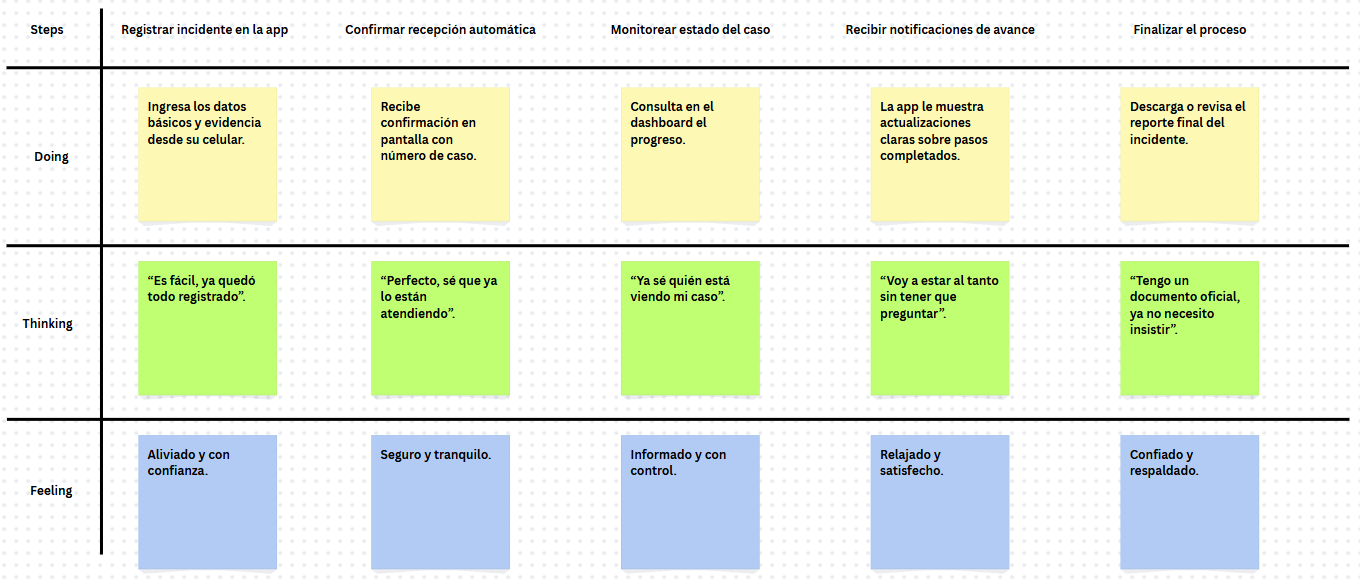 Steps
Registrar incidente en la app
Confirmar recepción automática
Monitorear estado del caso
Recibir notificaciones de avance
Finalizar el proceso
Doing
Ingresa los datos
básicos y evidencia
desde su celular.
Recibe
confirmación en
pantalla con
número de caso.
Consulta en el
dashboard el
progreso.
La app le muestra
actualizaciones
claras sobre pasos
completados.
Descarga o revisa el
reporte final del
incidente.
Thinking
“Es fácil, ya quedó
todo registrado”.
“Perfecto, sé que ya
lo están
atendiendo”.
“Ya sé quién está
viendo mi caso”.
“Voy a estar al tanto
sin tener que
preguntar”.
“Tengo un
documento oficial,
ya no necesito
insistir”.
Feeling
Aliviado y con
confianza.
Seguro y tranquilo.
Informado y con
control.
Relajado y
satisfecho.
Confiado y
respaldado.